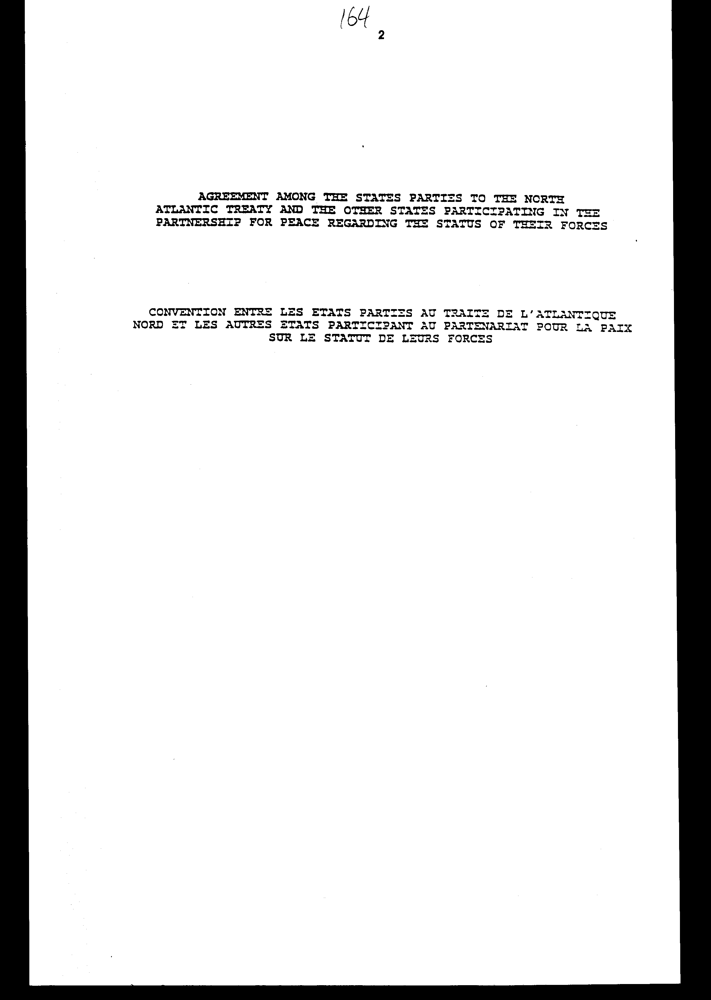 164
2
AGREEMENT AMONG THE STATES PARTIES TO THE NORTH
ATLANTIC TREATY AND THE OTHER STATES PARTICIPATING IN THE
PARTNERSHIP FOR PEACE REGARDING THE STATUS OF THEIR FORCES
CONVENTION ENTRE LES ETATS PARTIES AU TRAITE DE L'ATLANTIQUE
NORD ET LES AUTRES ETATS PARTICIPANT AU PARTENARIAT POUR LA PAIX
SUR LE STATUT DE LEURS FORCES